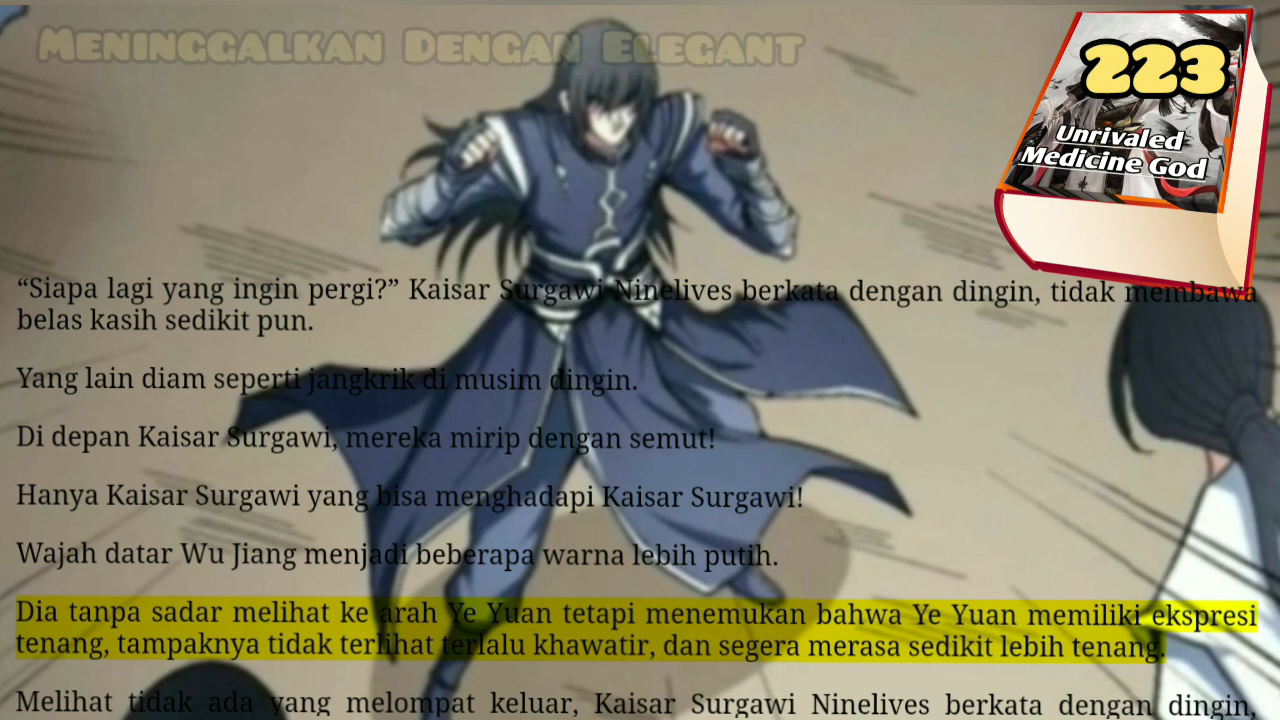 Meninggalkan Dengan Elegant
223
Unrivaled
Medicine God
“Siapa lagi yang ingin pergi?” Kaisar Surgawi Ninelives berkata dengan dingin, tidak membawa
belas kasih sedikit pun.
Yang lain diam seperti jangkrik di musim dingin.
Di depan Kaisar Surgawi, mereka mirip dengan semut!
Hanya Kaisar Surgawi yang bisa menghadapi Kaisar Surgawi!
Wajah datar Wu Jiang menjadi beberapa warna lebih putih.
Dia tanpa sadar melihat ke arah Ye Yuan tetapi menemukan bahwa Ye Yuan memiliki ekspresi
tenang, tampaknya tidak terlihat terlalu khawatir, dan segera merasa sedikit lebih tenang.
Melihat tidak ada yang melompat keluar, Kaisar Surgawi Ninelives berkata dengan dingin,